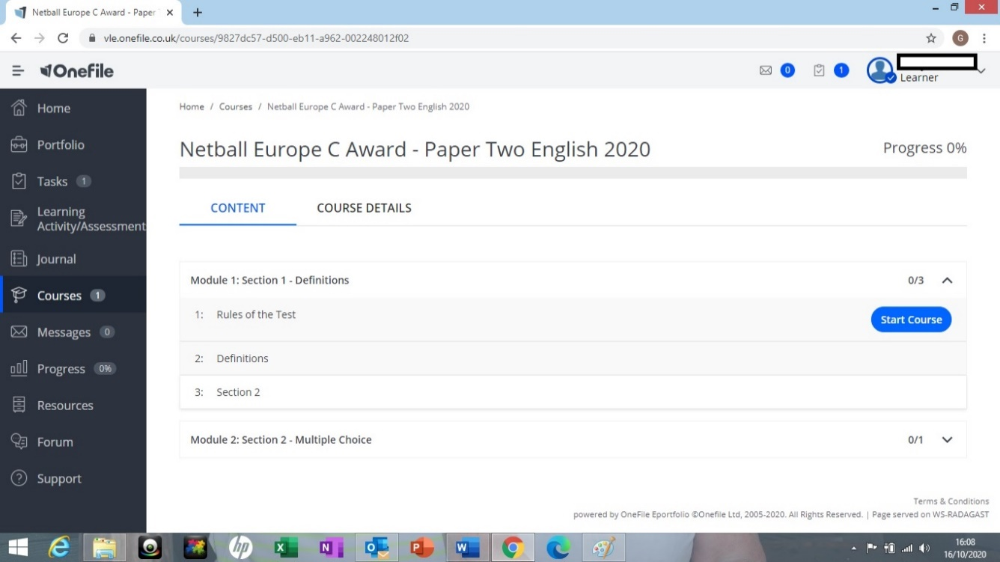 Netball Europe C Award - Paper T
vle.onefile.co.uk/courses/9827dc57-d500-eb11-a962-002248012f02
G
Onefile
0
1
Learner
Home
Portfolio
Tasks 1
Learning
Activity/Assessment
Journal
Courses 1
Messages 0
Progress 0%
Resources
Forum
Support
Home / Courses / Netball Europe C Award - Paper Two English 2020
Netball Europe C Award - Paper Two English 2020
Progress 0%
CONTENT
COURSE DETAILS
Module 1: Section 1 - Definitions 0/3
1: Rules of the Test
Start Course
2: Definitions
3: Section 2
Module 2: Section 2 - Multiple Choice 0/1
Terms & Conditions
powered by OneFile Eportfolio ©Onefile Ltd, 2005-2020. All Rights Reserved. | Page served on WS-RADAGAST
16:08
16/10/2020